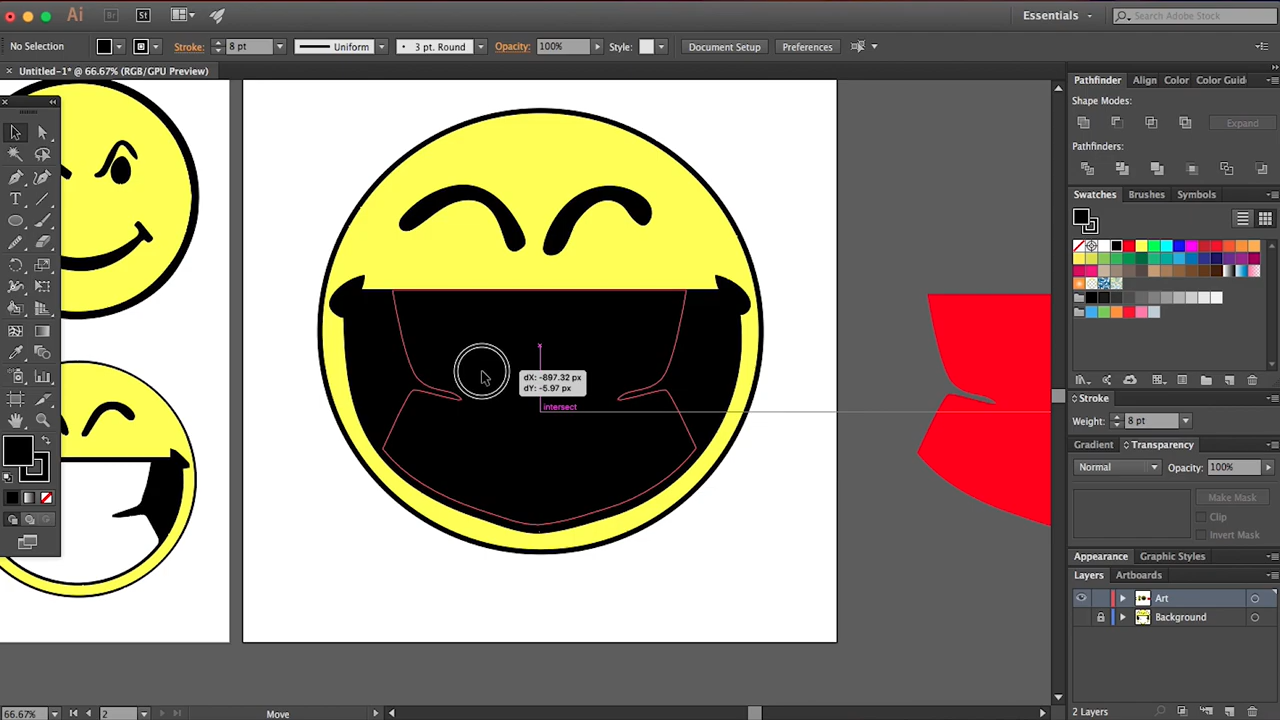 Ai Br St Essentials Search Adobe Stock
No Selection Stroke: 8 pt Uniform 3 pt. Round Opacity: 100% Style: Document Setup Preferences
× Untitled-1* @ 66.67% (RGB/GPU Preview)
Pathfinder Align Color Color Guid
Shape Modes:
Expand
Pathfinders:
Swatches Brushes Symbols
dX: -897.32 px
dY: -5.97 px
intersect
Stroke
Weight: 8 pt
Gradient Transparency
Normal Opacity: 100%
Make Mask
Clip
Invert Mask
Appearance Graphic Styles
Layers Artboards
Art
Background
66.67% 2 Move 2 Layers